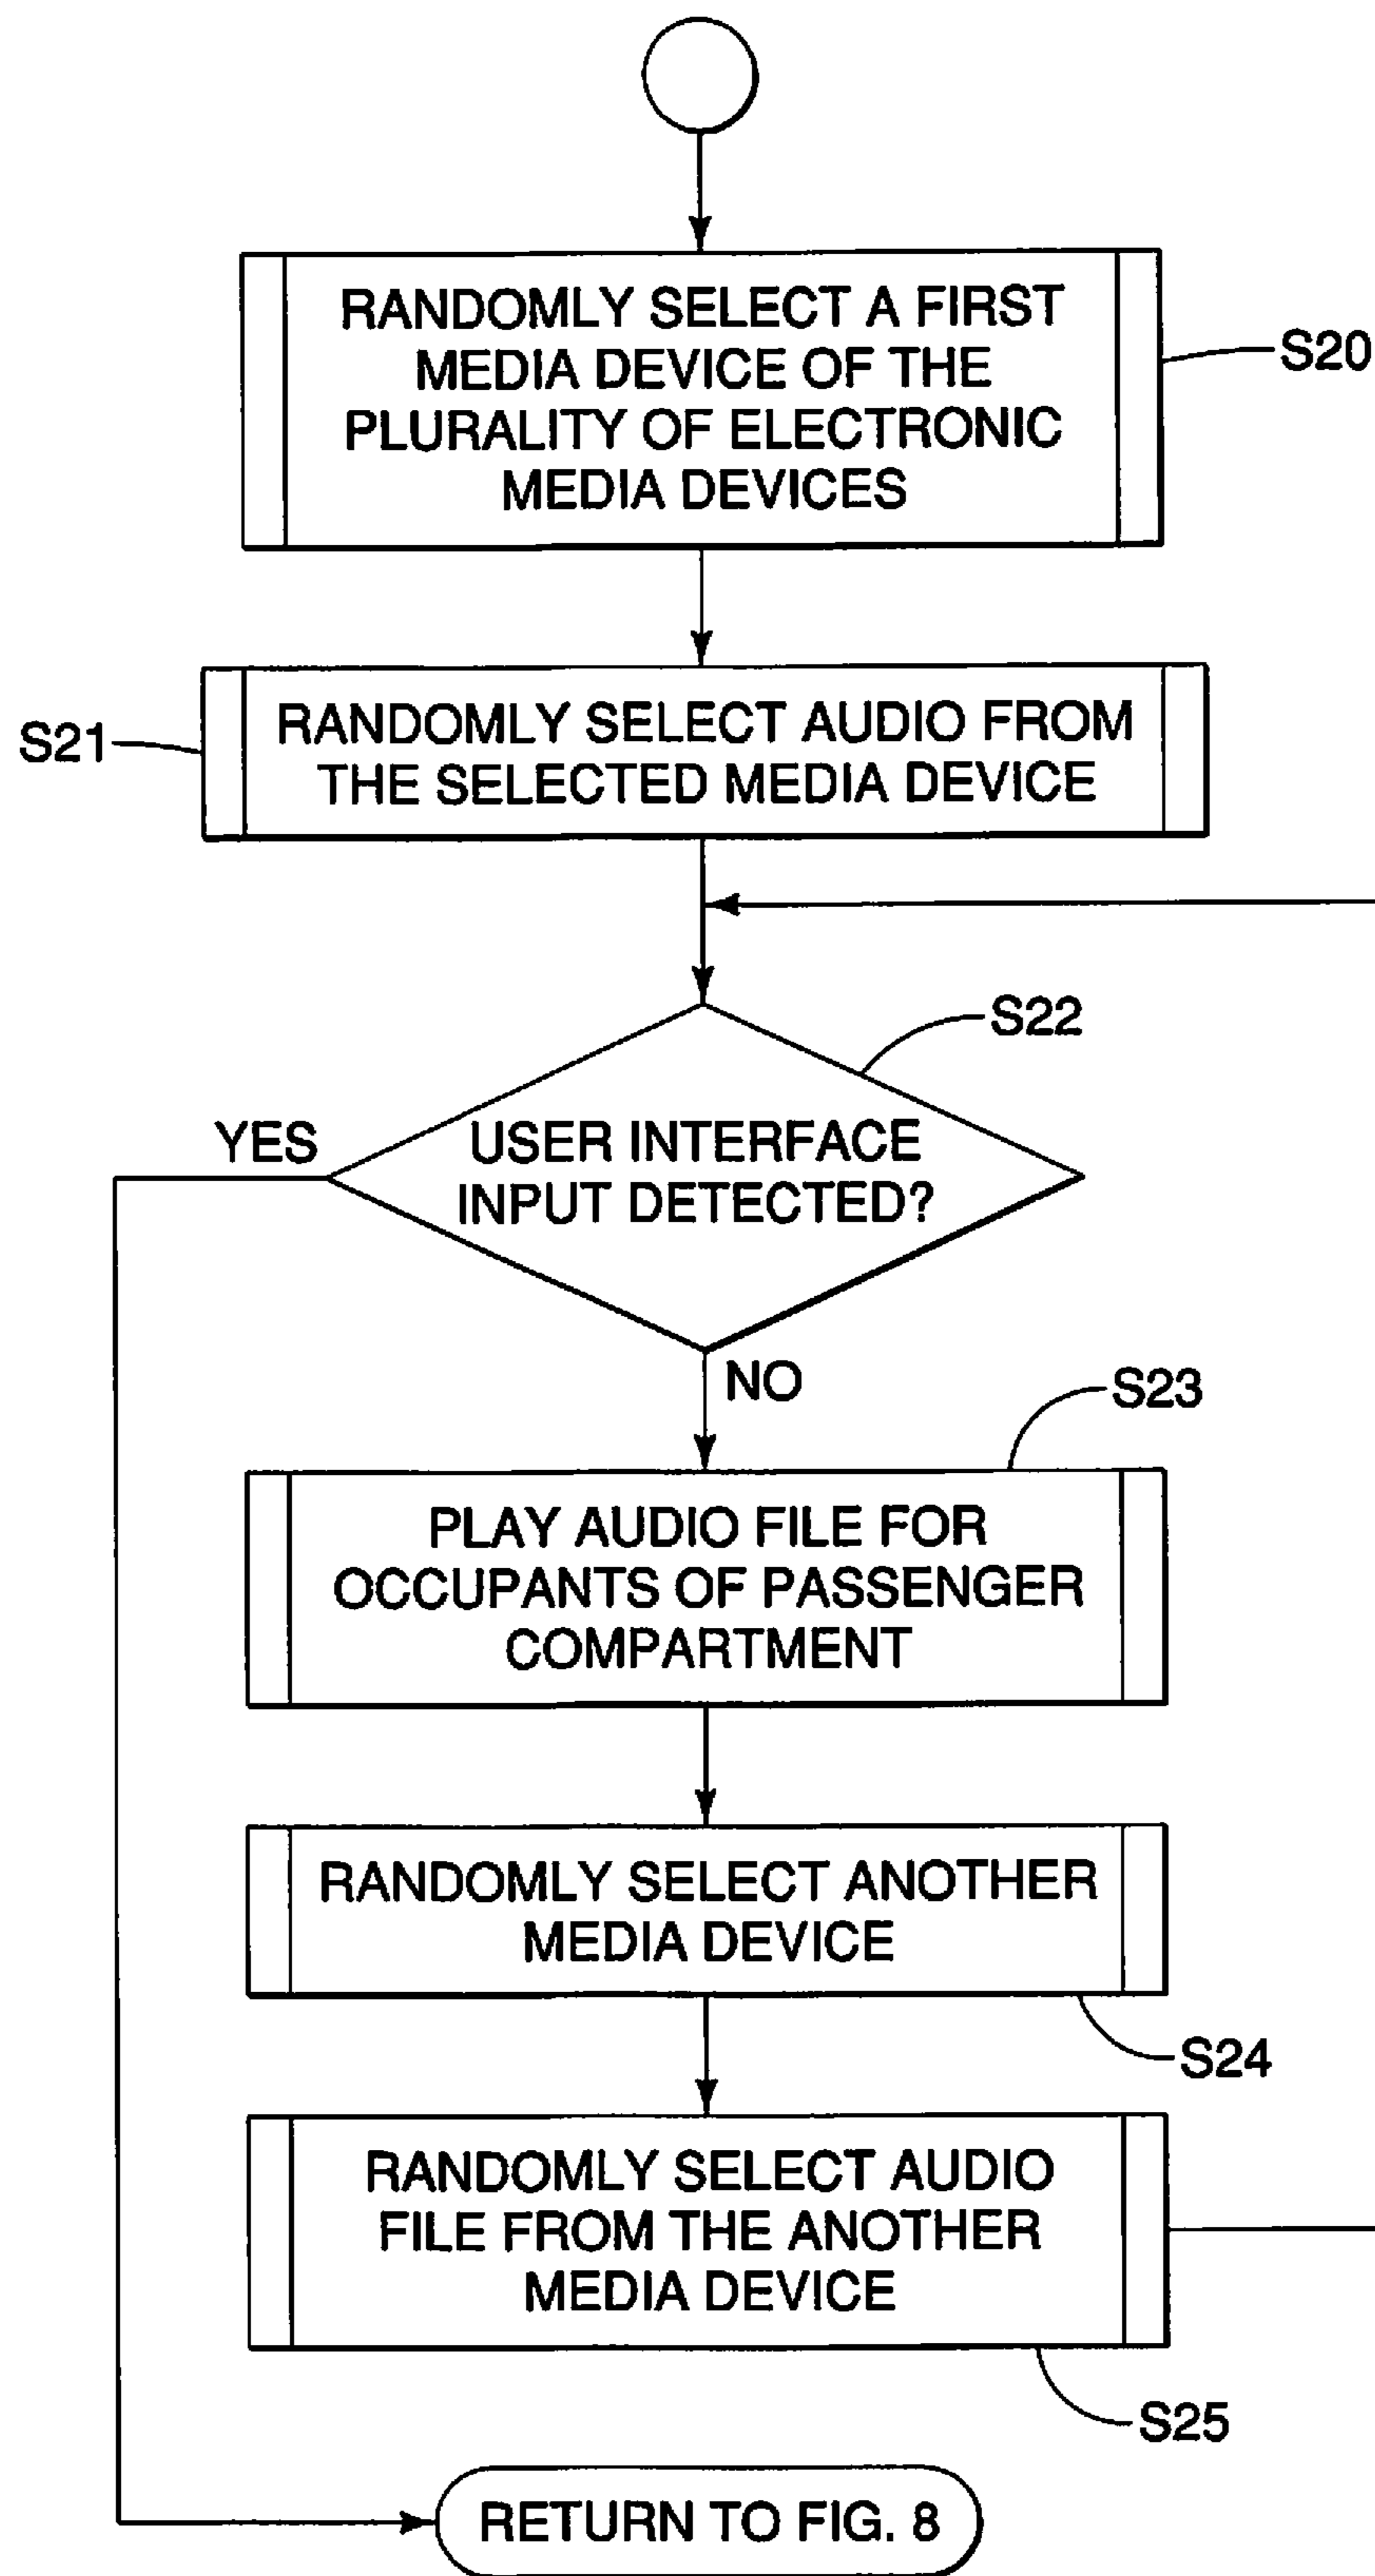 RANDOMLY SELECT A FIRST
MEDIA DEVICE OF THE
PLURALITY OF ELECTRONIC
MEDIA DEVICES
S20
S21
RANDOMLY SELECT AUDIO FROM
THE SELECTED MEDIA DEVICE
S22
YES
USER INTERFACE
INPUT DETECTED?
NO
S23
PLAY AUDIO FILE FOR
OCCUPANTS OF PASSENGER
COMPARTMENT
RANDOMLY SELECT ANOTHER
MEDIA DEVICE
S24
RANDOMLY SELECT AUDIO
FILE FROM THE ANOTHER
MEDIA DEVICE
S25
RETURN TO FIG. 8